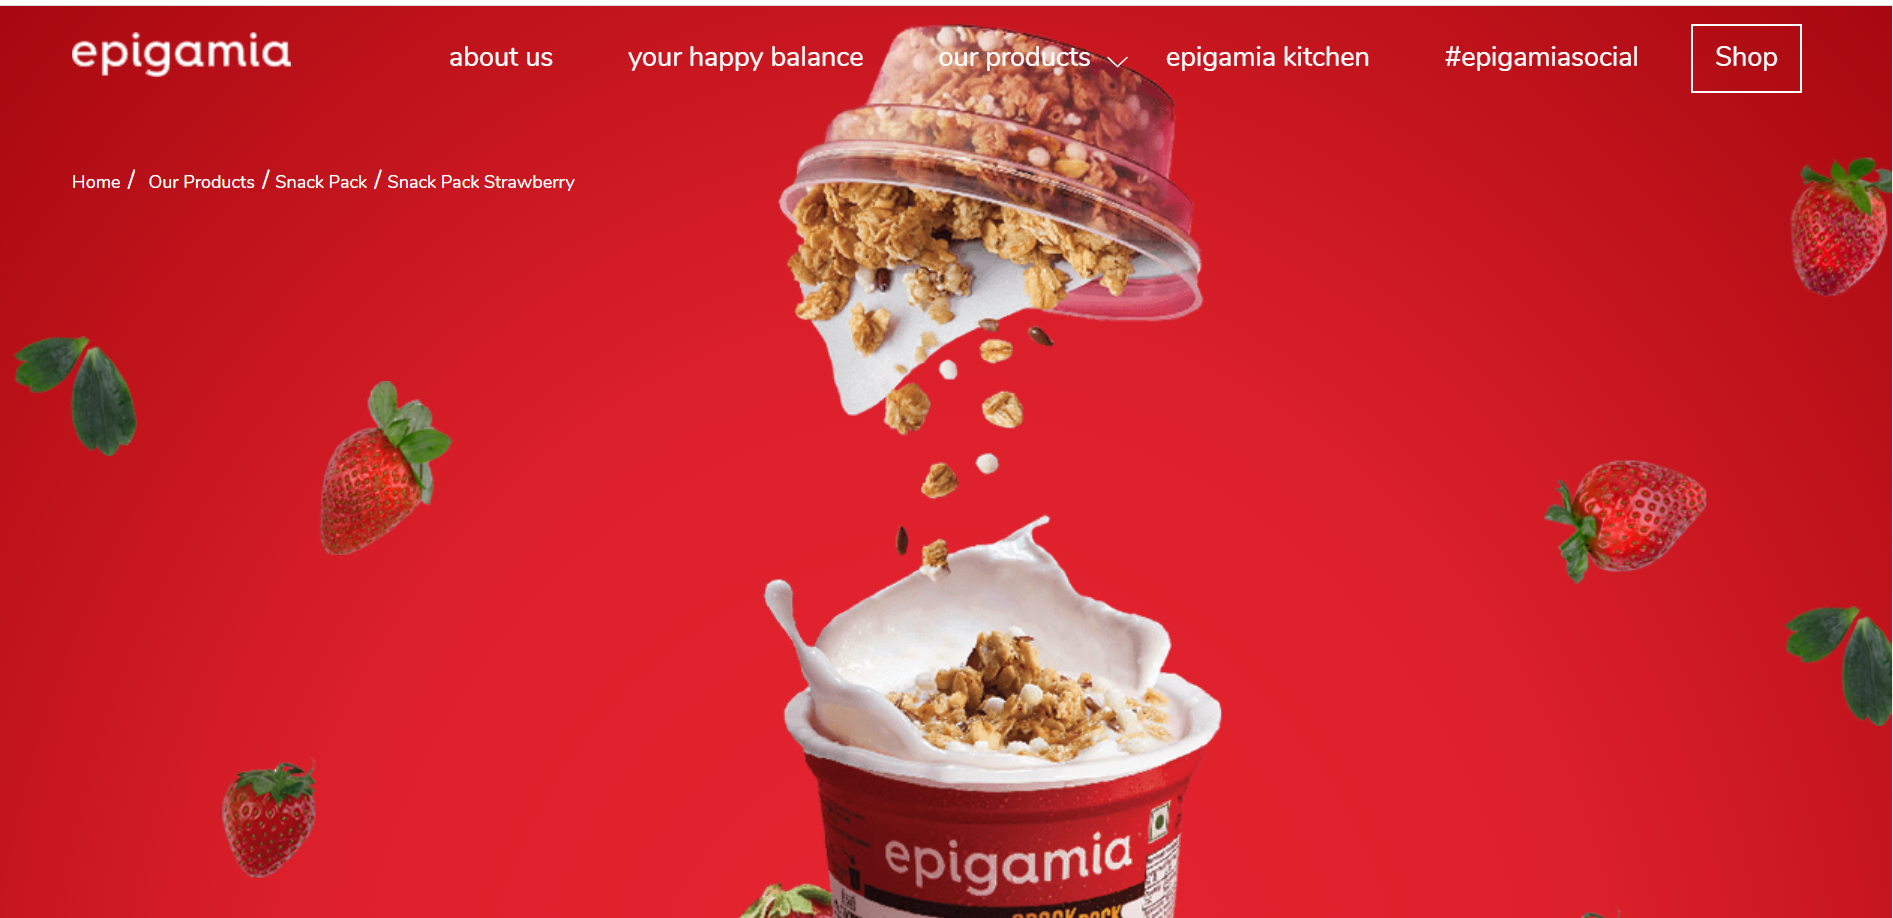 epigamia
about us
your happy balance
our products
epigamia kitchen
#epigamiasocial
Shop
Home / Our Products / Snack Pack / Snack Pack Strawberry
epigamia